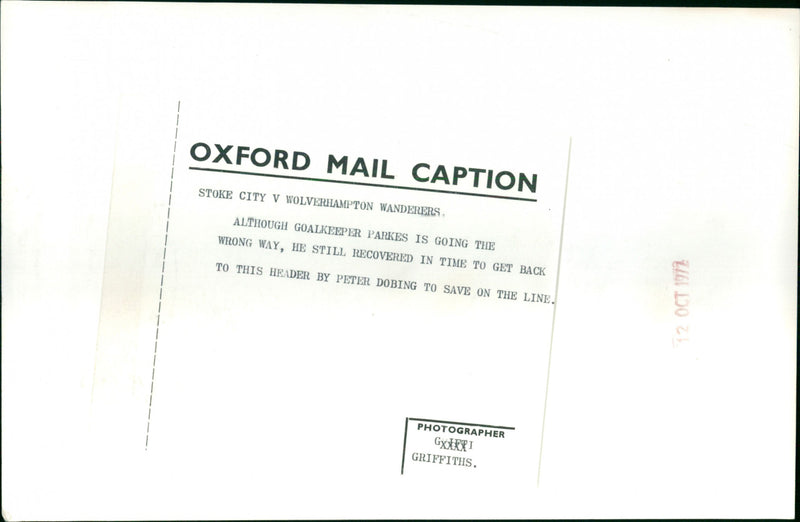 OXFORD MAIL CAPTION
STOKE CITY V WOLVERHAMPTON WANDERERS.
ALTHOUGH GOALKEEPER PARKES IS GOING THE
WRONG WAY, HE STILL RECOVERED IN TIME TO GET BACK
TO THIS HEADER BY PETER DOBING TO SAVE ON THE LINE.
PHOTOGRAPHER
GRIFFITHS.
12 OCT 1972